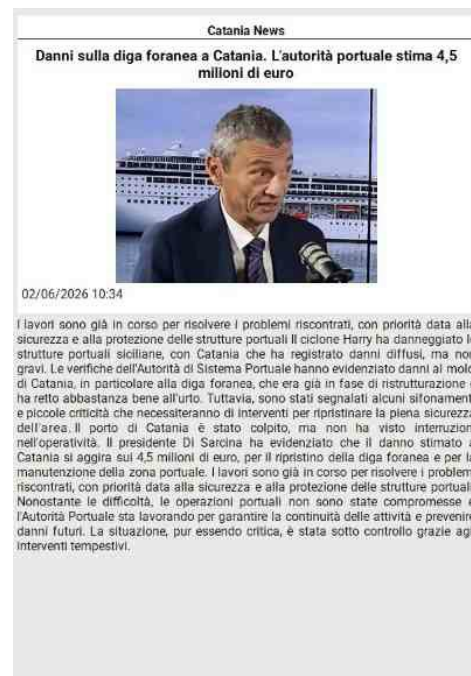 Catania News
Danni sulla diga foranea a Catania. L'autorità portuale stima 4,5
milioni di euro
02/06/2026 10:34
I lavori sono già in corso per risolvere i problemi riscontrati, con priorità data alla
sicurezza e alla protezione delle strutture portuali Il ciclone Harry ha danneggiato l
strutture portuali siciliane, con Catania che ha registrato danni diffusi, ma non
gravi. Le verifiche dell'Autorità di Sistema Portuale hanno evidenziato danni al molo
di Catania, in particolare alla diga foranea, che era già in fase di ristrutturazione e
ha retto abbastanza bene all'urto. Tuttavia, sono stati segnalati alcuni sifonament
e piccole criticità che necessiteranno di interventi per ripristinare la piena sicurezza
dell'area. Il porto di Catania è stato colpito, ma non ha visto interruzion
nell'operatività. Il presidente Di Sarcina ha evidenziato che il danno stimato a
Catania si aggira sui 4,5 milioni di euro, per il ripristino della diga foranea e per la
manutenzione della zona portuale. I lavori sono già in corso per risolvere i problem
riscontrati, con priorità data alla sicurezza e alla protezione delle strutture portuali
Nonostante le difficoltà, le operazioni portuali non sono state compromesse e
l'Autorità Portuale sta lavorando per garantire la continuità delle attività e prevenire
danni futuri. La situazione, pur essendo critica, è stata sotto controllo grazie agl
interventi tempestivi.